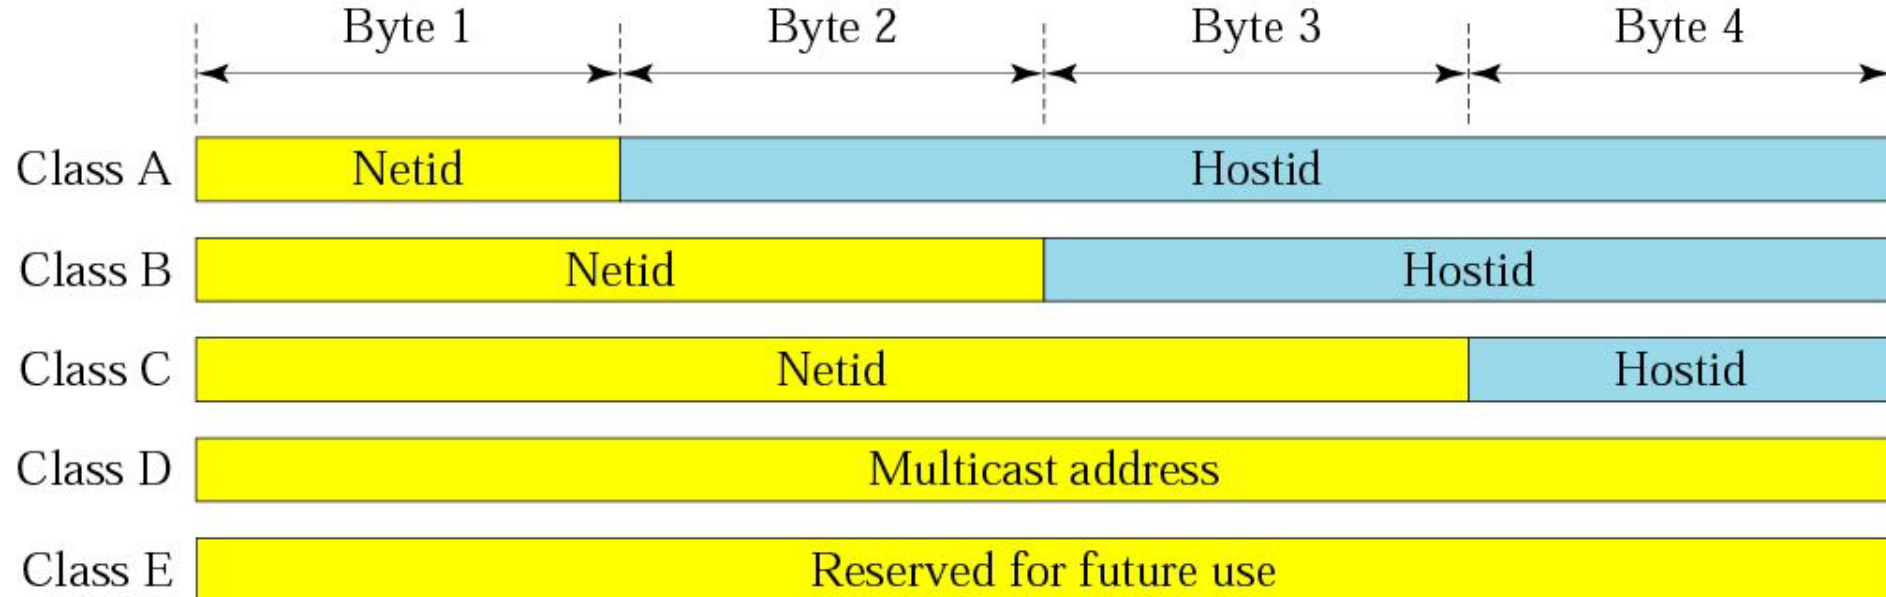 Byte 1 Byte 2 Byte 3 Byte 4
Class A Netid Hostid
Class B Netid Hostid
Class C Netid Hostid
Class D Multicast address
Class E Reserved for future use